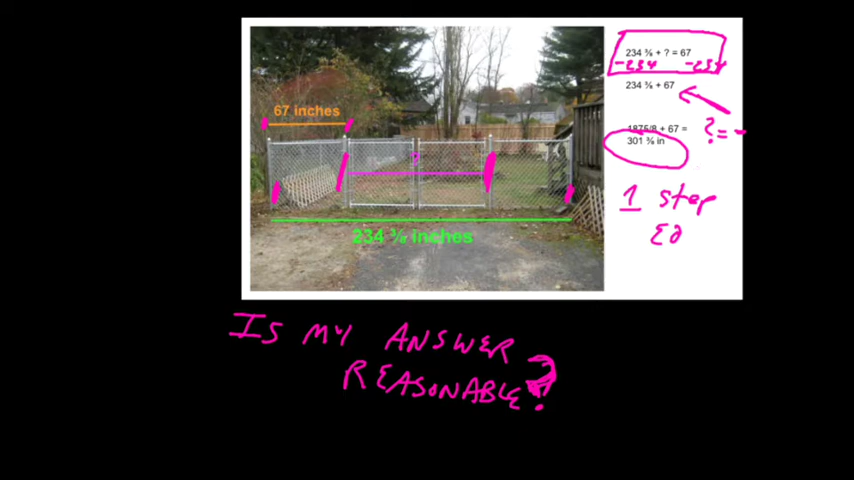 234 ⅜ + ? = 67
-234 -234
67 inches
234 ⅜ + 67
1875/8 + 67 =
? = -
301 ⅜ in
?
1 step
EQ
234 ⅜ inches
IS MY ANSWER
REASONABLE?